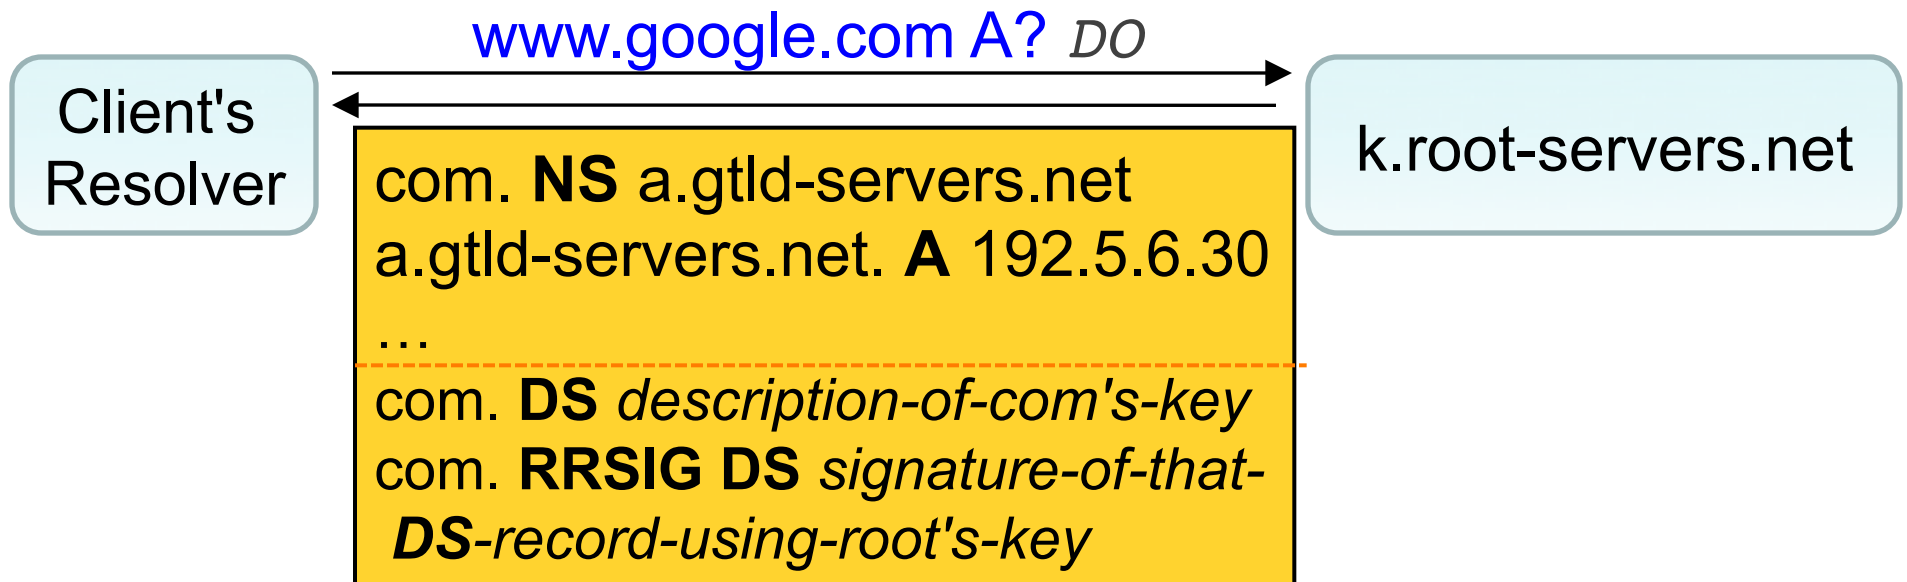 www.google.com A? DO
Client's
Resolver
k.root-servers.net
com. NS a.gtld-servers.net
a.gtld-servers.net. A 192.5.6.30
…
com. DS description-of-com's-key
com. RRSIG DS signature-of-that-
DS-record-using-root's-key